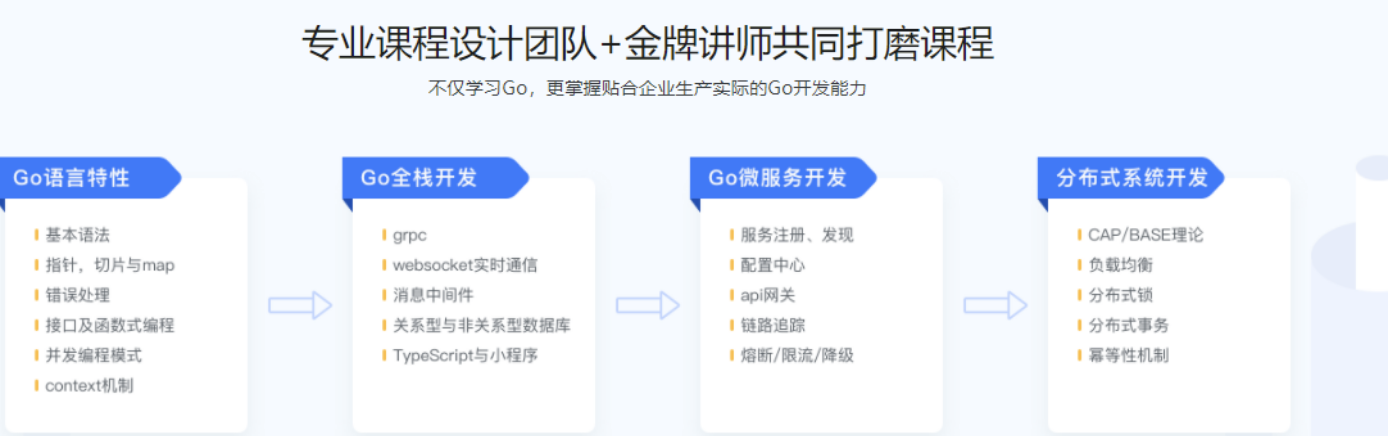 专业课程设计团队+金牌讲师共同打磨课程
不仅学习Go，更掌握贴合企业生产实际的Go开发能力
Go语言特性
基本语法
指针，切片与map
错误处理
接口及函数式编程
并发编程模式
context机制
Go全栈开发
grpc
websocket实时通信
消息中间件
关系型与非关系型数据库
TypeScript与小程序
Go微服务开发
服务注册、发现
配置中心
api网关
链路追踪
熔断/限流/降级
分布式系统开发
CAP/BASE理论
负载均衡
分布式锁
分布式事务
幂等性机制